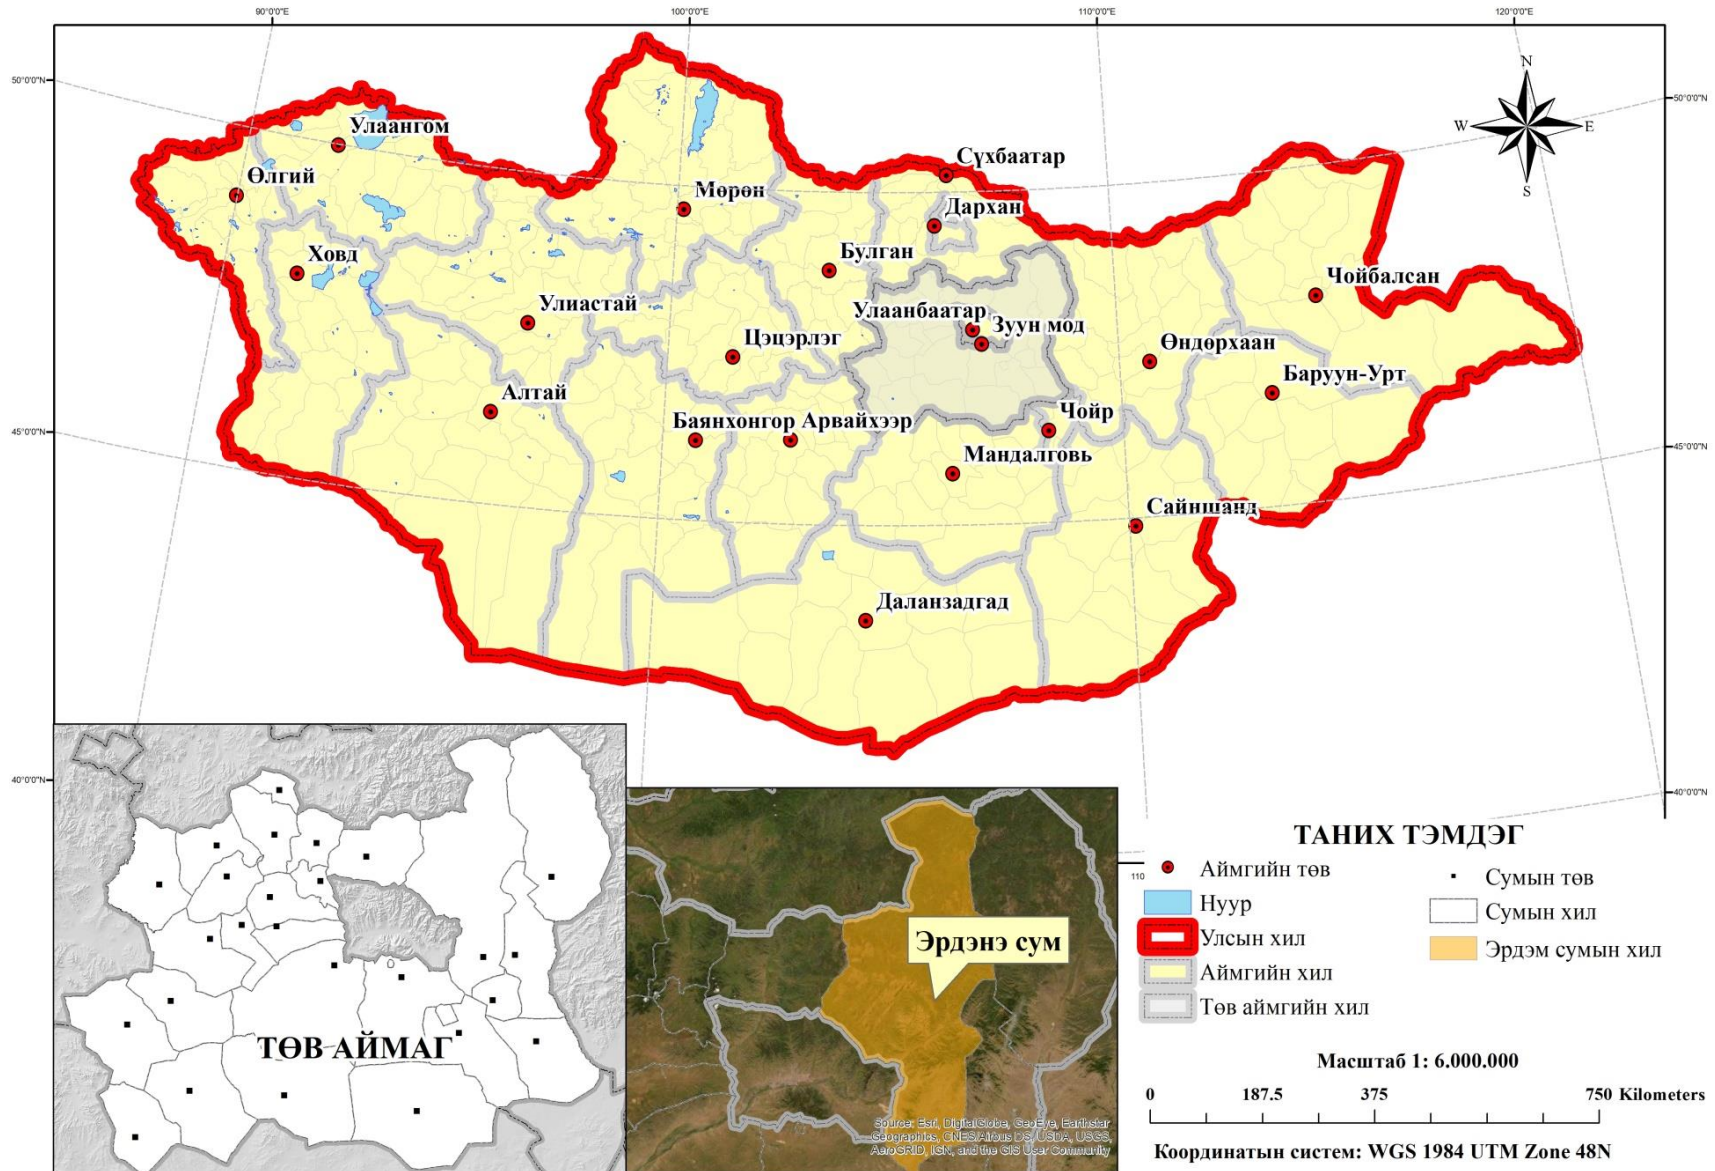 90°0'0"E
100°0'0"E
110°0'0"E
120°0'0"E
50°0'0"N
50°0'0"N
N
W
E
S
Улаангом
Өлгий
Сүхбаатар
Мөрөн
Дархан
Ховд
Булган
Чойбалсан
Улиастай
Улаанбаатар
Зуун мод
Цэцэрлэг
Өндөрхаан
Баруун-Урт
Алтай
Баянхонгор
Арвайхээр
Чойр
45°0'0"N
45°0'0"N
Мандалговь
Сайншанд
Даланзадгад
40°0'0"N
40°0'0"N
ТӨВ АЙМАГ
Эрдэнэ сум
Source: Esri, DigitalGlobe, GeoEye, Earthstar
Geographics, CNES/Airbus DS, USDA, USGS,
AeroGRID, IGN, and the GIS User Community
110
ТАНИХ ТЭМДЭГ
Аймгийн төв
Нуур
Улсын хил
Аймгийн хил
Төв аймгийн хил
Сумын төв
Сумын хил
Эрдэм сумын хил
Масштаб 1: 6.000.000
0 187.5 375 750 Kilometers
Координатын систем: WGS 1984 UTM Zone 48N